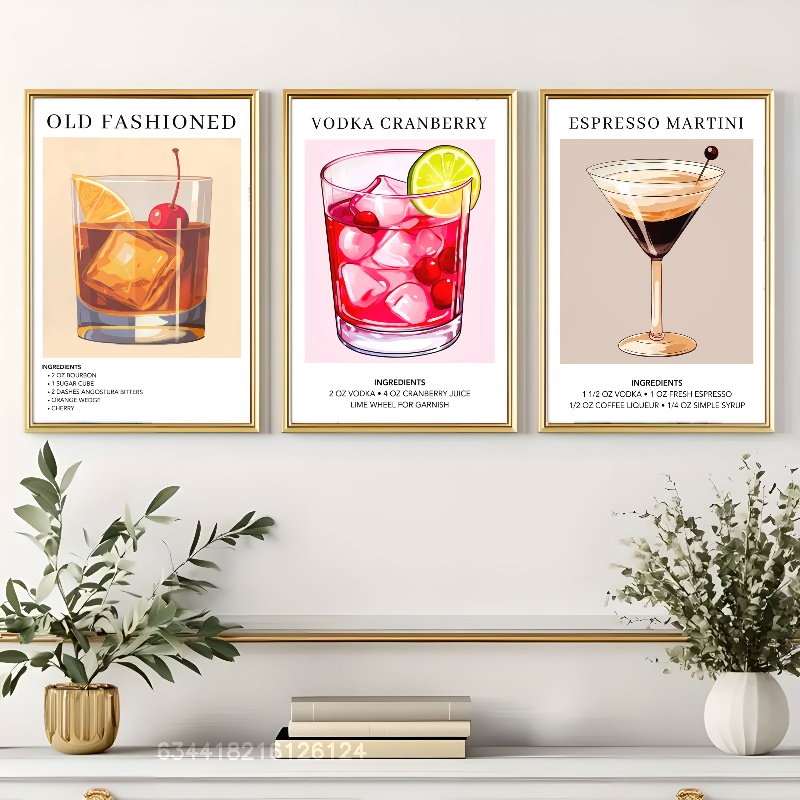 OLD FASHIONED
INGREDIENTS
• 2 OZ BOURBON
• 1 SUGAR CUBE
• 2 DASHES ANGOSTURA BITTERS
• ORANGE WEDGE
• CHERRY
VODKA CRANBERRY
INGREDIENTS
2 OZ VODKA • 4 OZ CRANBERRY JUICE
LIME WHEEL FOR GARNISH
ESPRESSO MARTINI
INGREDIENTS
1 1/2 OZ VODKA • 1 OZ FRESH ESPRESSO
1/2 OZ COFFEE LIQUEUR • 1/4 OZ SIMPLE SYRUP
634418216126124